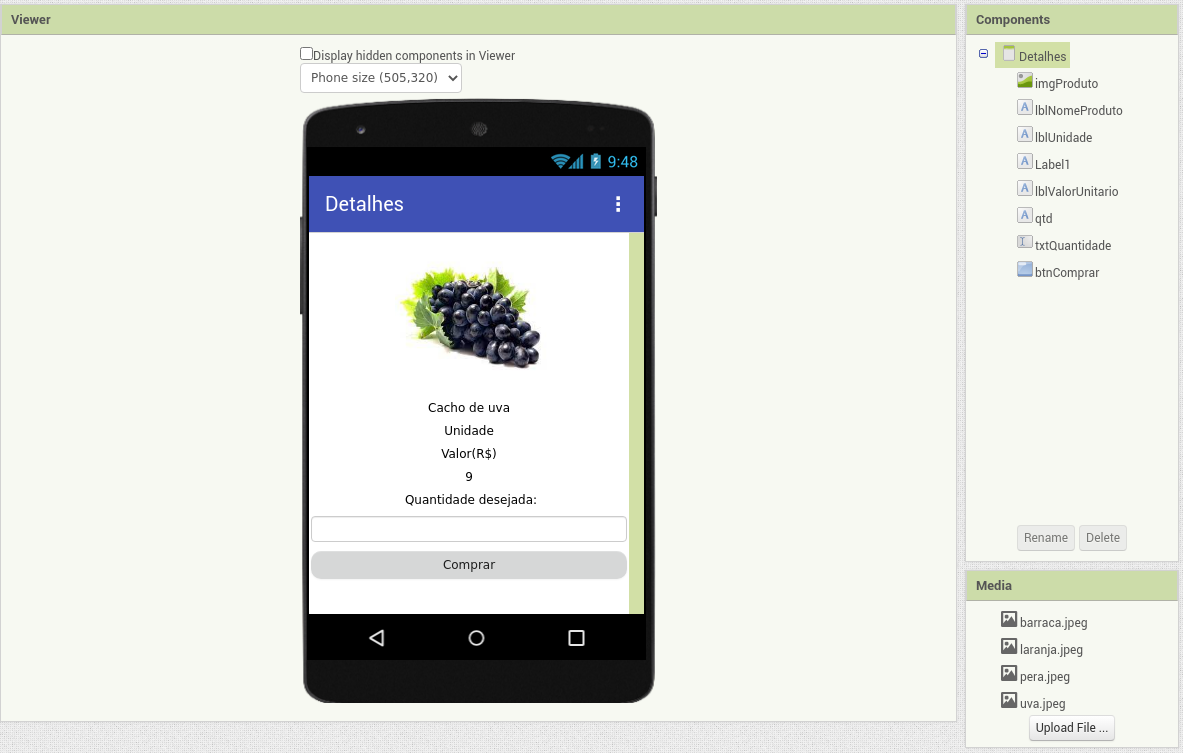 Viewer
Display hidden components in Viewer
Phone size (505,320)
9:48
Detalhes
Cacho de uva
Unidade
Valor(R$)
9
Quantidade desejada:
Comprar
Components
Detalhes
imgProduto
A lblNomeProduto
A lblUnidade
A Label1
A lblValorUnitario
A qtd
txtQuantidade
btnComprar
Rename Delete
Media
barraca.jpeg
laranja.jpeg
pera.jpeg
uva.jpeg
Upload File ...